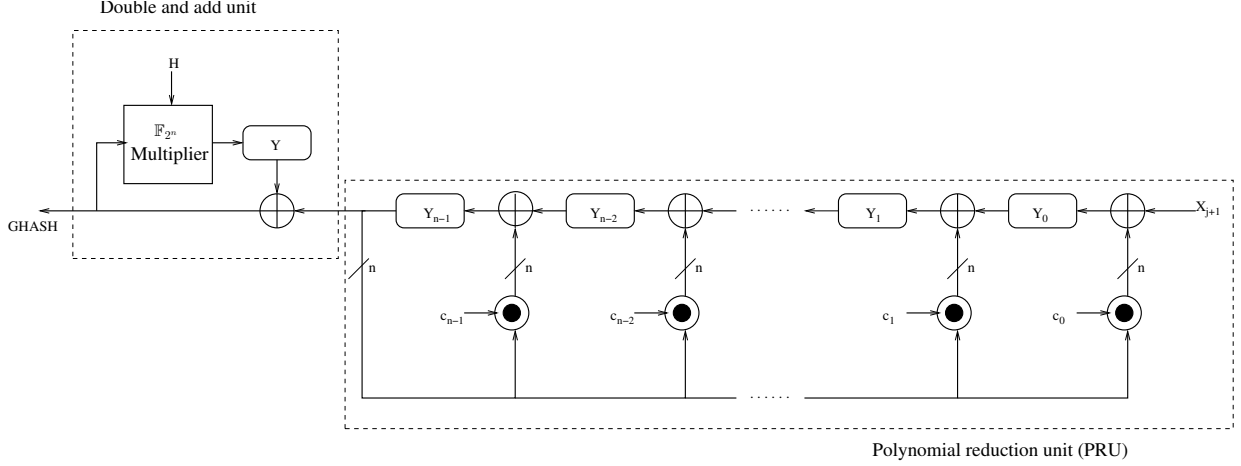 Double and add unit
H
𝔽₂ⁿ
Multiplier
Y
GHASH
Yₙ₋₁
Yₙ₋₂
......
Y₁
Y₀
Xⱼ₊₁
n
n
n
n
n
cₙ₋₁
cₙ₋₂
c₁
c₀
......
Polynomial reduction unit (PRU)